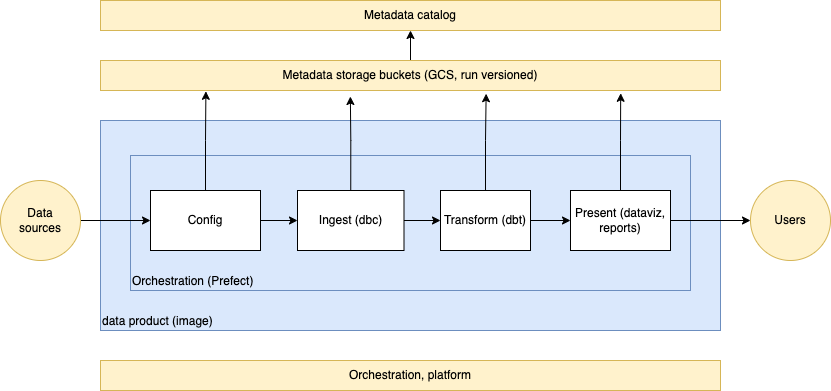 Metadata catalog
Metadata storage buckets (GCS, run versioned)
Data
sources
Config
Ingest (dbc)
Transform (dbt)
Present (dataviz,
reports)
Users
Orchestration (Prefect)
data product (image)
Orchestration, platform